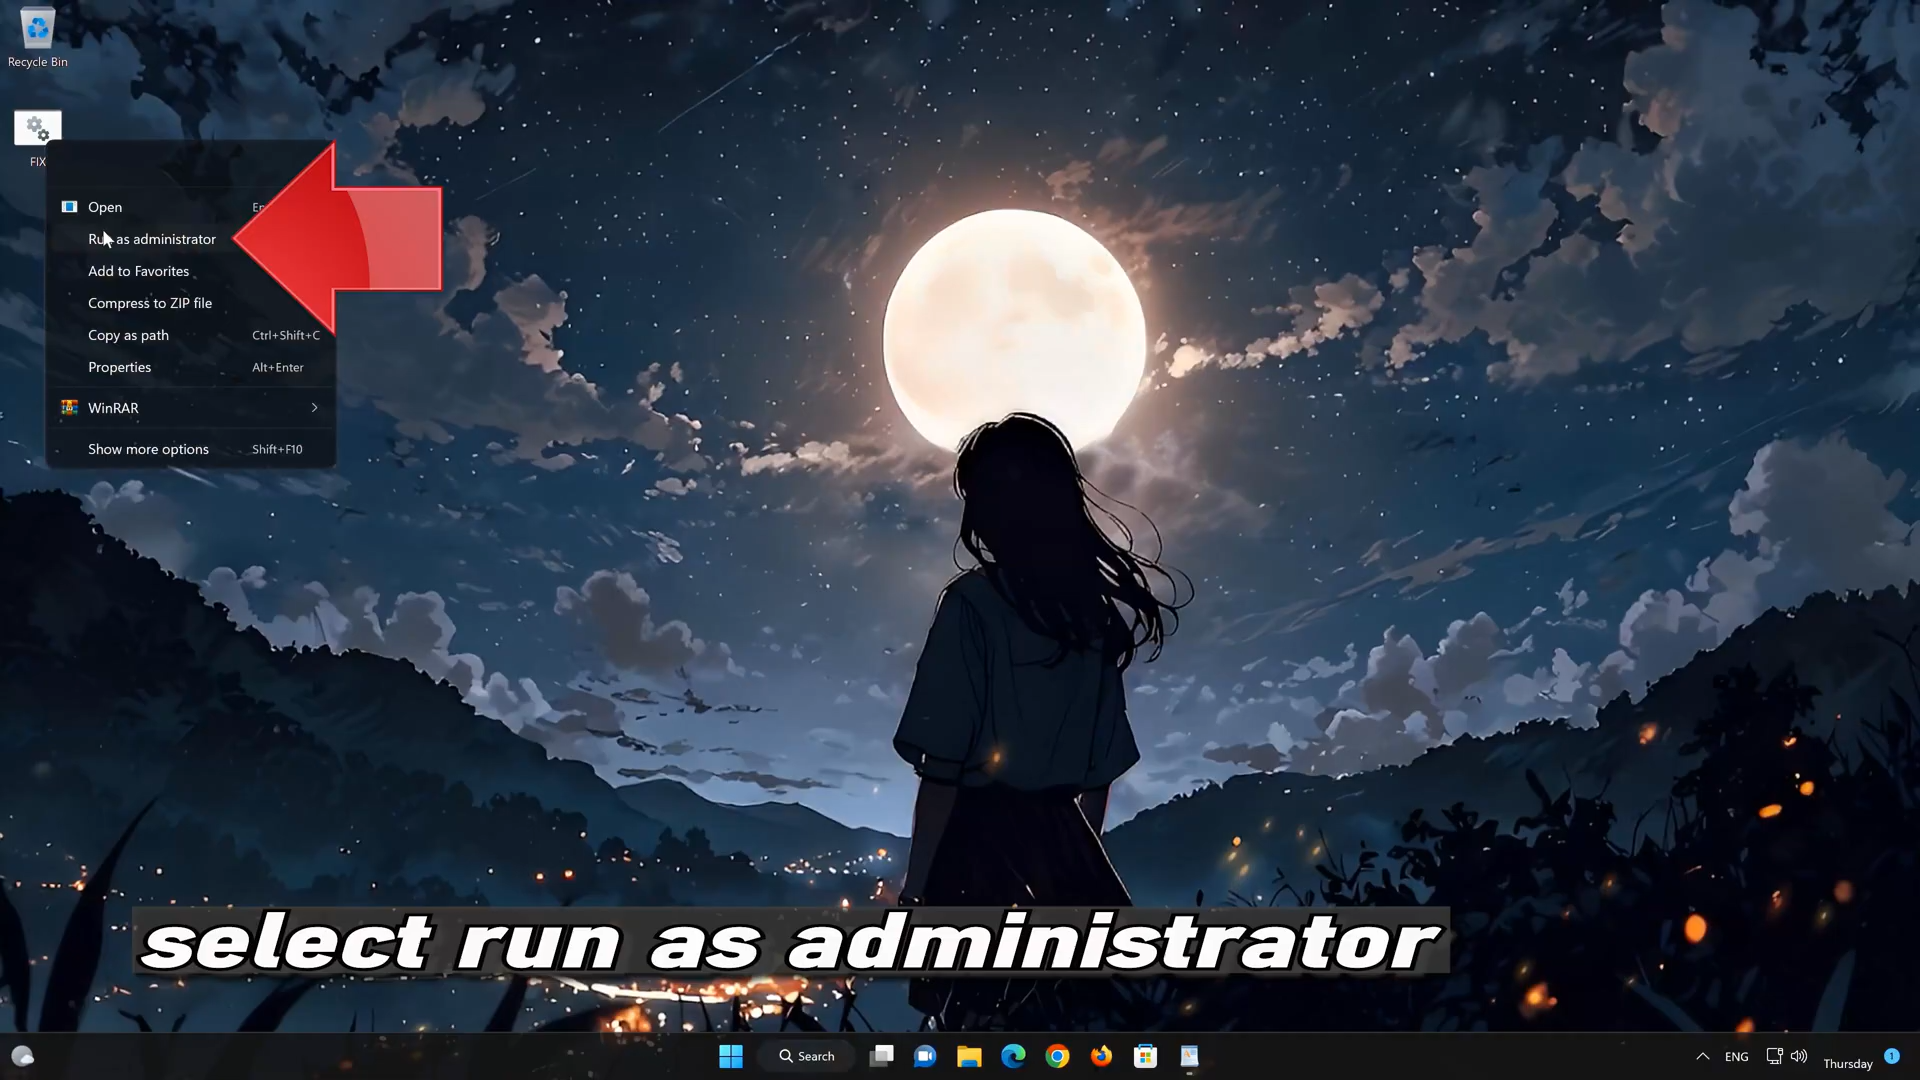 Recycle Bin
FIX
Open
Run as administrator
Add to Favorites
Compress to ZIP file
Copy as path Ctrl+Shift+C
Properties Alt+Enter
WinRAR
Show more options Shift+F10
select run as administrator
Search
ENG
Thursday
1